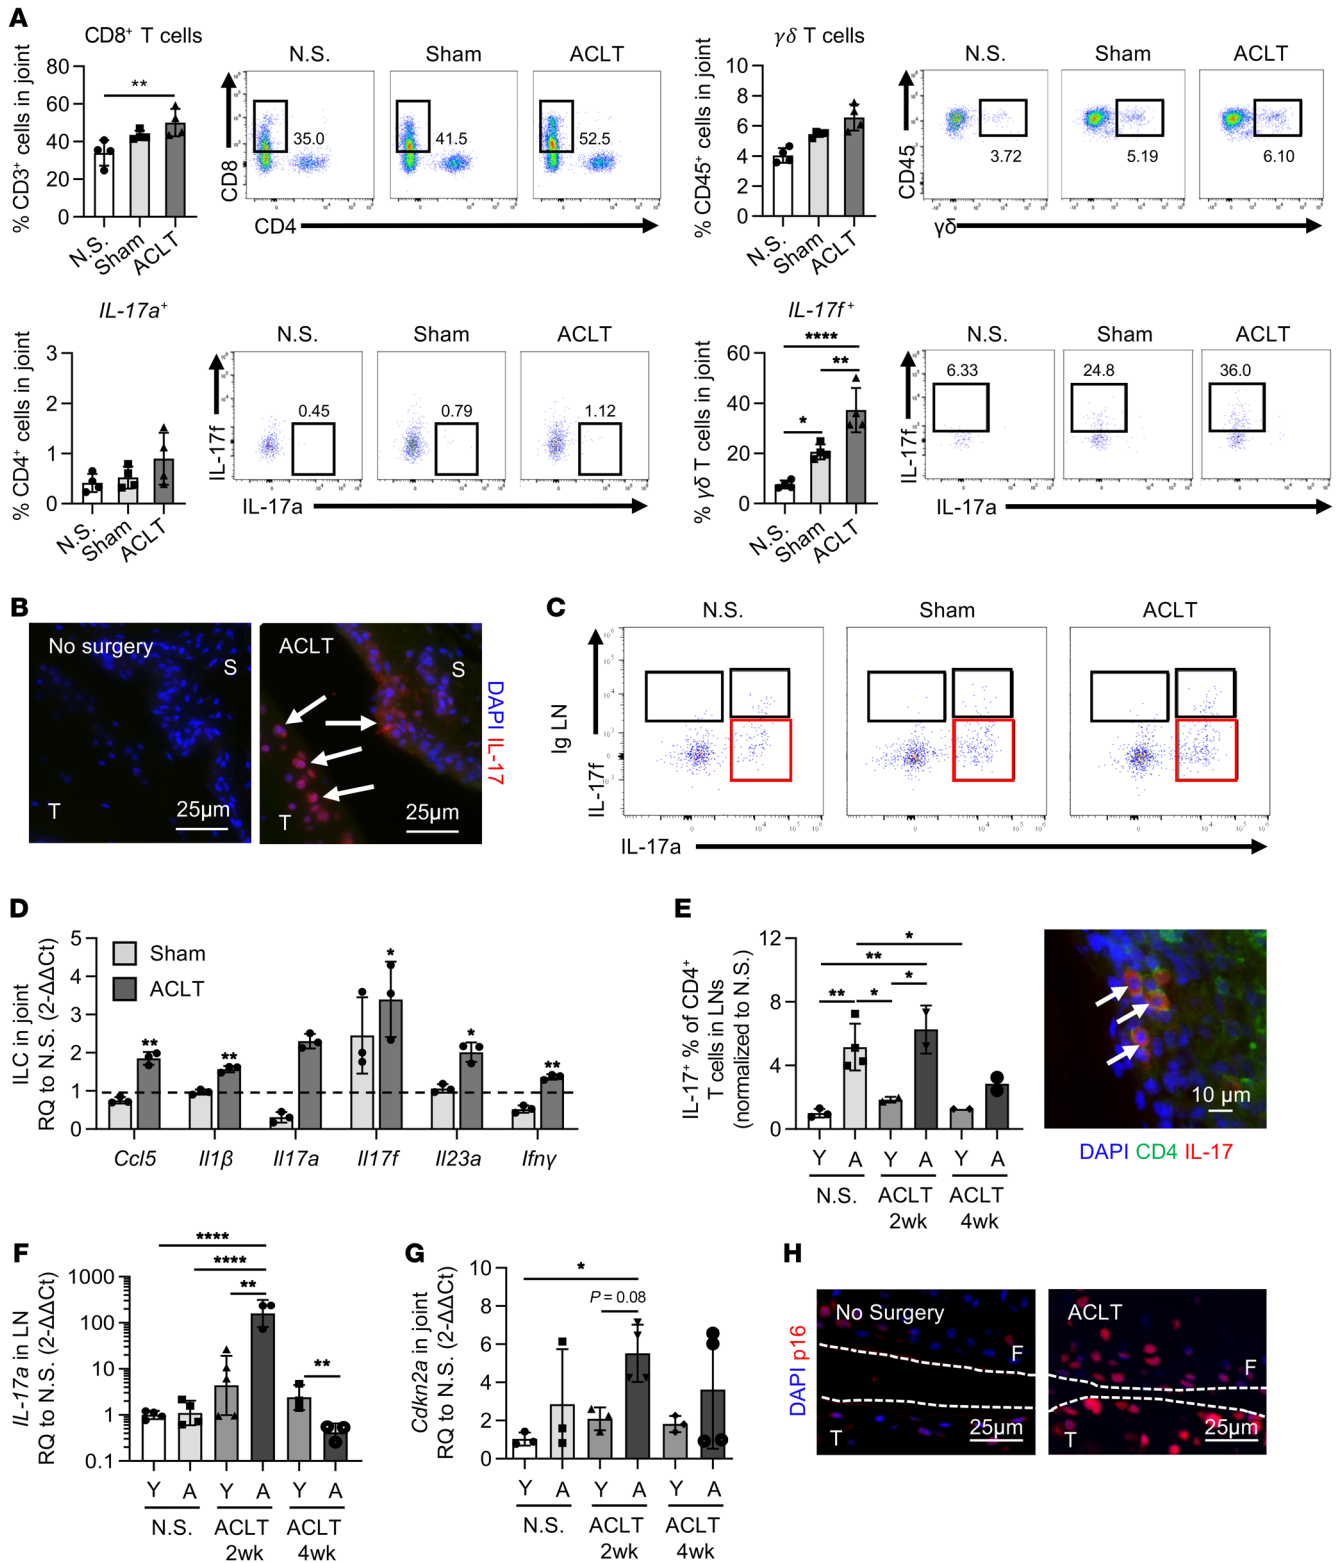 A
CD8+ T cells
% CD3+ cells in joint
80
60
40
20
0
**
N.S.
Sham
ACLT
N.S. Sham ACLT
CD8
35.0 41.5 52.5
CD4
γδ T cells
% CD45+ cells in joint
10
8
6
4
2
0
N.S.
Sham
ACLT
N.S. Sham ACLT
CD45
3.72 5.19 6.10
γδ
IL-17a+
% CD4+ cells in joint
3
2
1
0
N.S.
Sham
ACLT
N.S. Sham ACLT
IL-17f
0.45 0.79 1.12
IL-17a
IL-17f+
% γδ T cells in joint
60
40
20
0
****
**
*
N.S.
Sham
ACLT
N.S. Sham ACLT
IL-17f
6.33 24.8 36.0
IL-17a
B
No surgery
S
T
25μm
ACLT
S
T
25μm
DAPI IL-17
C
N.S. Sham ACLT
Ig LN
IL-17f
IL-17a
D
ILC in joint
RQ to N.S. (2-ΔΔCt)
5
4
3
2
1
0
Sham
ACLT
** ** * * **
Ccl5 Il1β Il17a Il17f Il23a Ifnγ
E
IL-17+ % of CD4+
T cells in LNs
(normalized to N.S.)
12
8
4
0
*
**
*
** *
Y A Y A Y A
N.S. ACLT 2wk ACLT 4wk
10 μm
DAPI CD4 IL-17
F
IL-17a in LN
RQ to N.S. (2-ΔΔCt)
1000
100
10
1
0.1
****
****
**
**
Y A Y A Y A
N.S. ACLT 2wk ACLT 4wk
G
Cdkn2a in joint
RQ to N.S. (2-ΔΔCt)
10
8
6
4
2
0
*
P = 0.08
Y A Y A Y A
N.S. ACLT 2wk ACLT 4wk
H
DAPI p16
No Surgery
F
T
25μm
ACLT
F
T
25μm